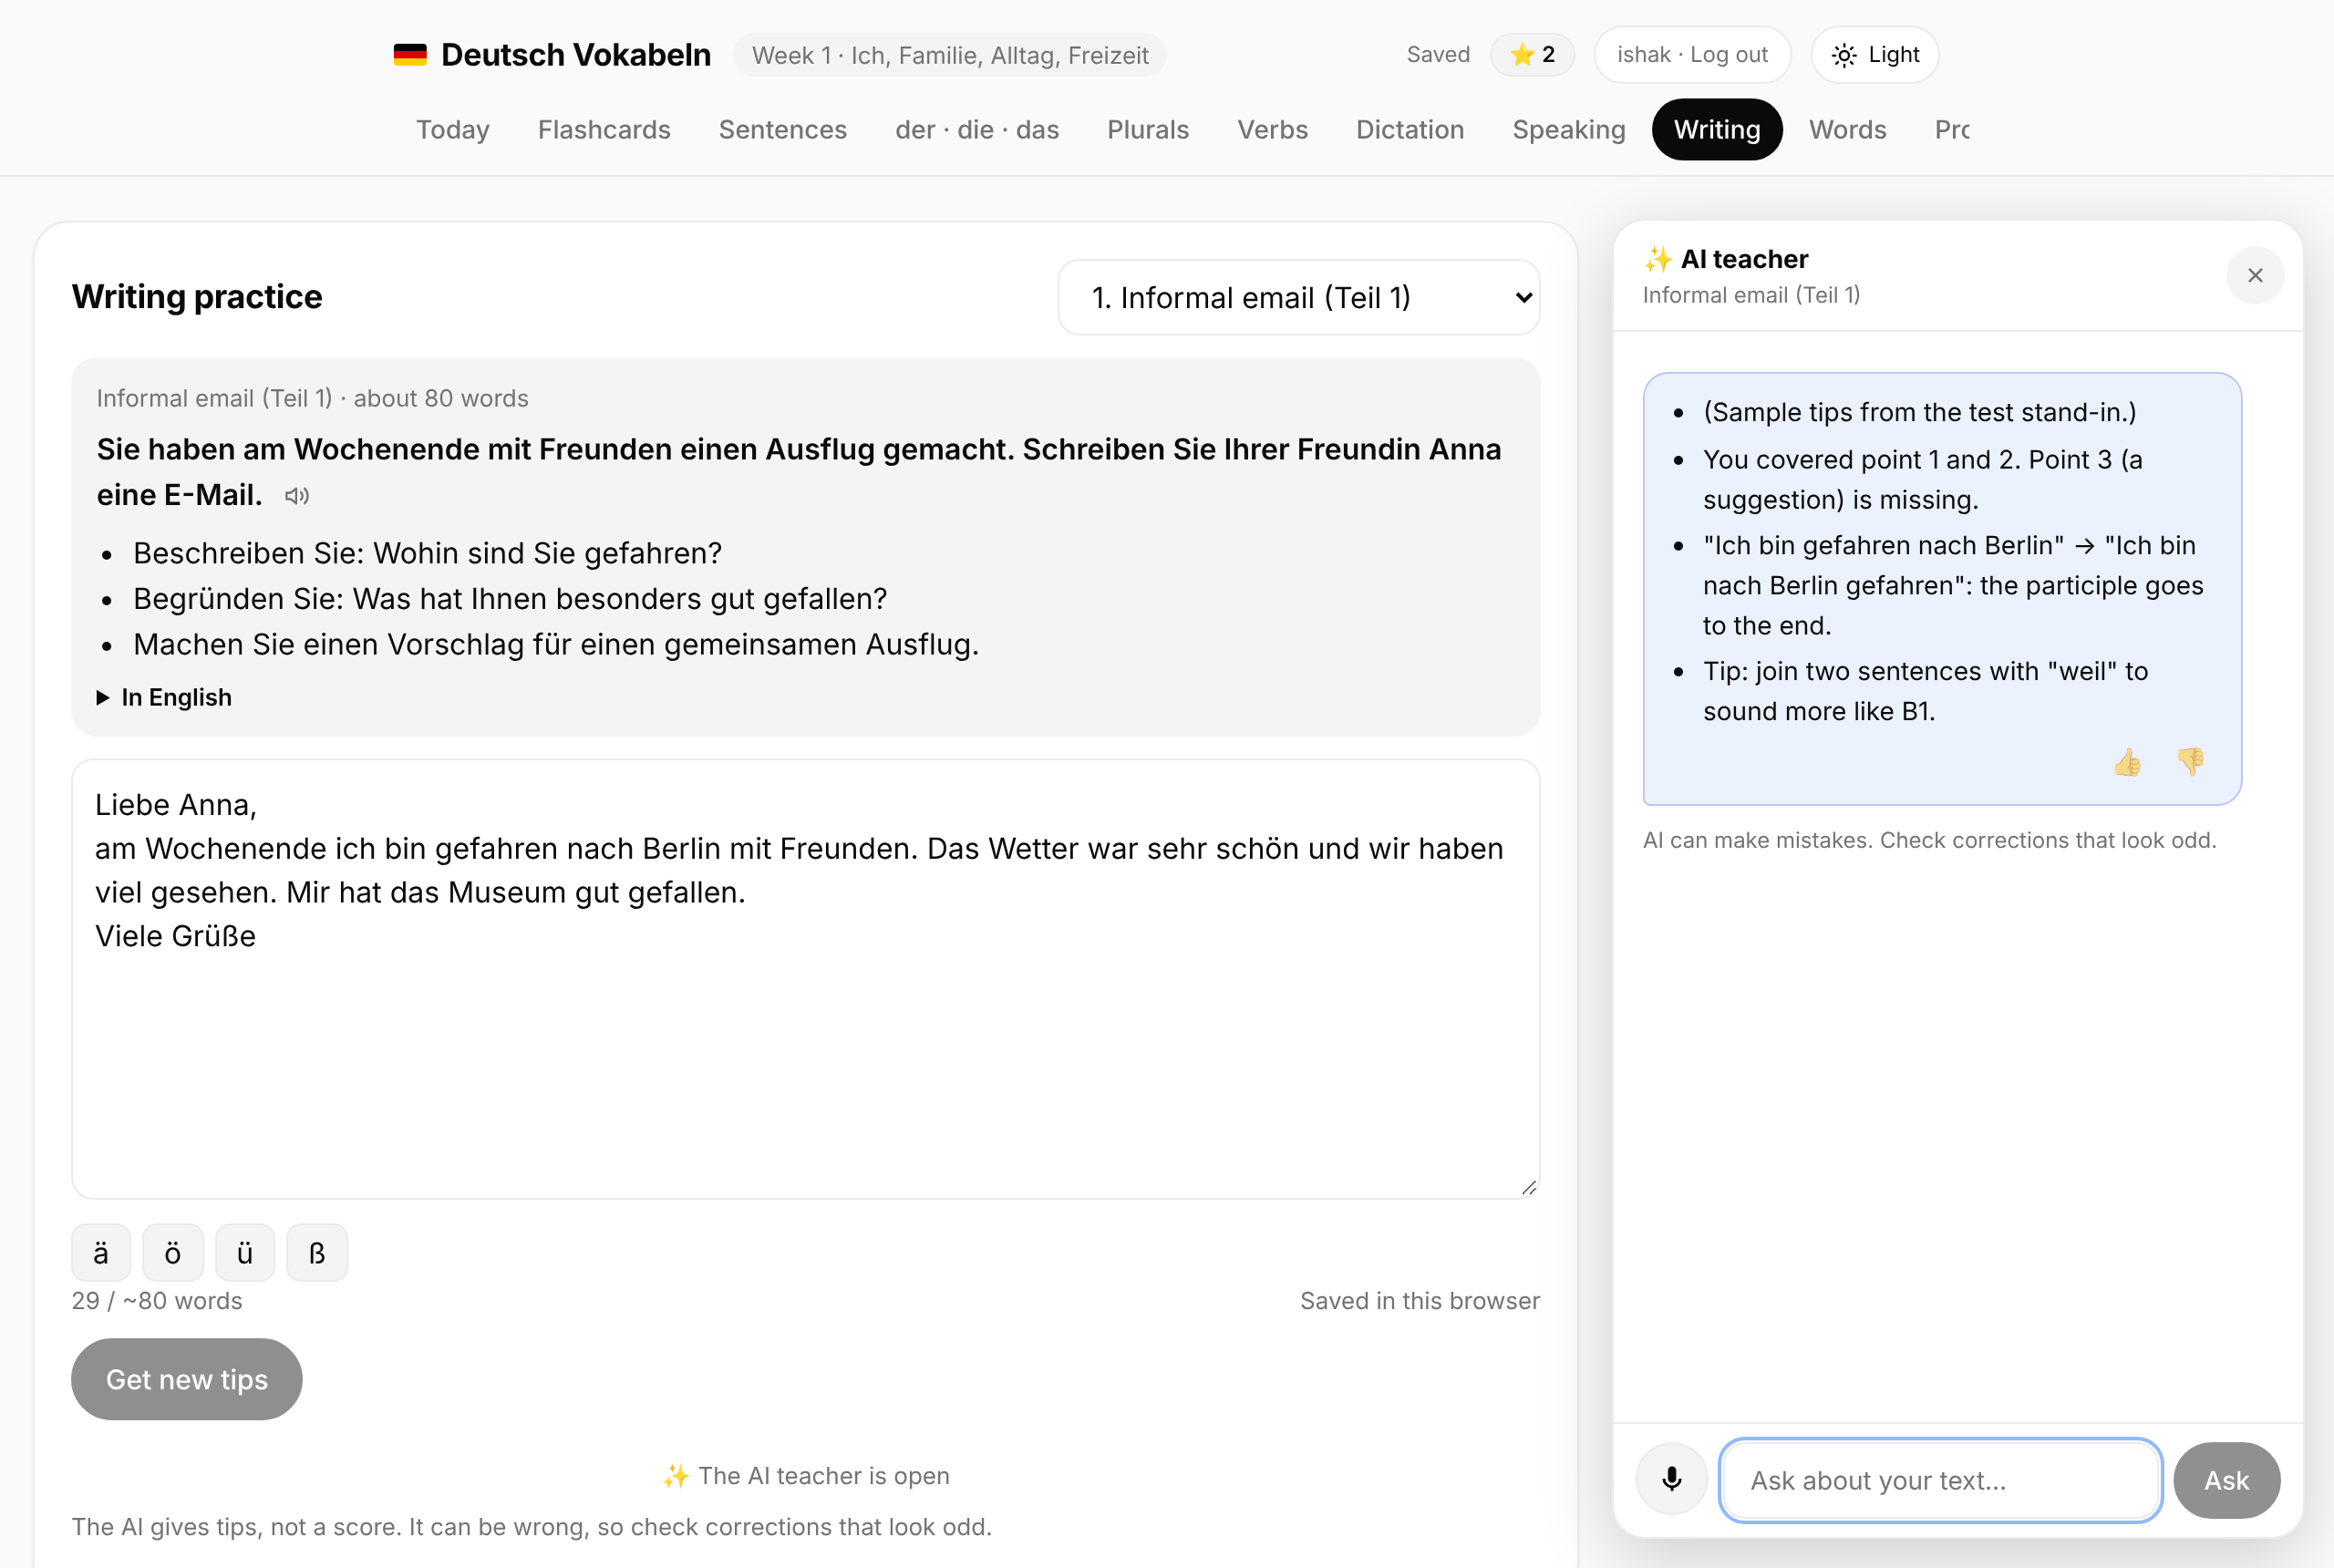 Deutsch Vokabeln
Week 1 · Ich, Familie, Alltag, Freizeit
Saved
⭐ 2
ishak · Log out
Light
Today
Flashcards
Sentences
der · die · das
Plurals
Verbs
Dictation
Speaking
Writing
Words
Writing practice
1. Informal email (Teil 1)
Informal email (Teil 1) · about 80 words
Sie haben am Wochenende mit Freunden einen Ausflug gemacht. Schreiben Sie Ihrer Freundin Anna
eine E-Mail.
• Beschreiben Sie: Wohin sind Sie gefahren?
• Begründen Sie: Was hat Ihnen besonders gut gefallen?
• Machen Sie einen Vorschlag für einen gemeinsamen Ausflug.
▶ In English
Liebe Anna,
am Wochenende ich bin gefahren nach Berlin mit Freunden. Das Wetter war sehr schön und wir haben
viel gesehen. Mir hat das Museum gut gefallen.
Viele Grüße
ä
ö
ü
ß
29 / ~80 words
Saved in this browser
Get new tips
✨ The AI teacher is open
The AI gives tips, not a score. It can be wrong, so check corrections that look odd.
✨ AI teacher
Informal email (Teil 1)
×
• (Sample tips from the test stand-in.)
• You covered point 1 and 2. Point 3 (a
suggestion) is missing.
• "Ich bin gefahren nach Berlin" → "Ich bin
nach Berlin gefahren": the participle goes
to the end.
• Tip: join two sentences with "weil" to
sound more like B1.
AI can make mistakes. Check corrections that look odd.
Ask about your text...
Ask